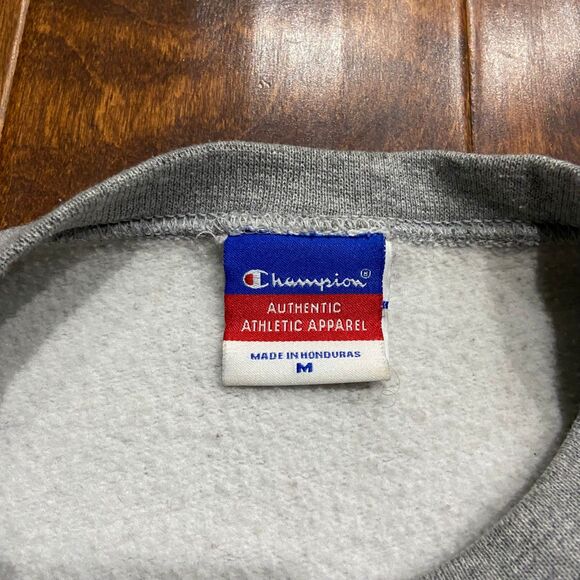 Champion®
AUTHENTIC
ATHLETIC APPAREL
MADE IN HONDURAS
M